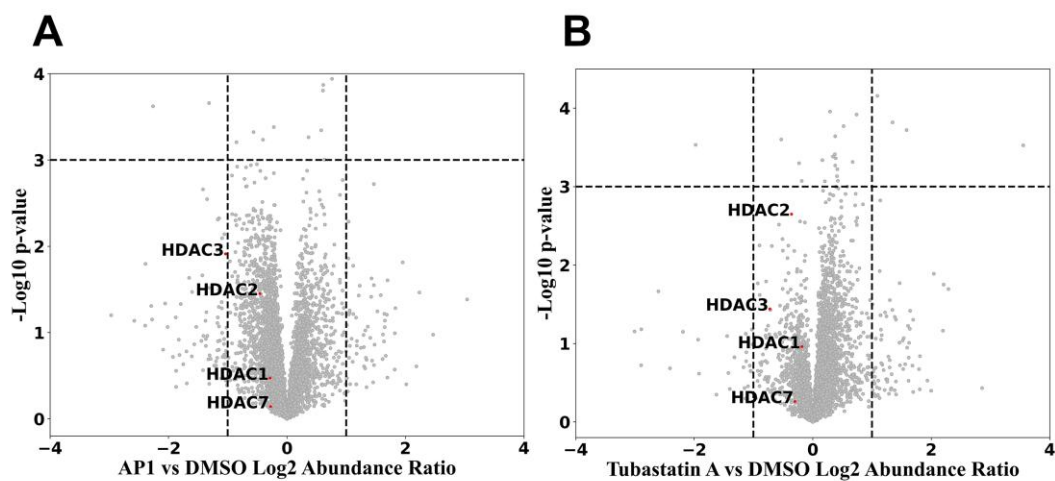 A
4
3
2
1
0
-Log10 p-value
HDAC3
HDAC2
HDAC1
HDAC7
−4
−2
0
2
4
AP1 vs DMSO Log2 Abundance Ratio
B
4
3
2
1
0
-Log10 p-value
HDAC2
HDAC3
HDAC1
HDAC7
−4
−2
0
2
4
Tubastatin A vs DMSO Log2 Abundance Ratio